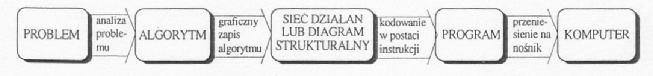 PROBLEM
analiza
proble-
mu
ALGORYTM
graficzny
zapis
algorytmu
SIEĆ DZIAŁAN
LUB DIAGRAM
STRUKTURALNY
kodowanie
w postaci
instrukcji
PROGRAM
przenie-
sienie na
nośnik
KOMPUTER